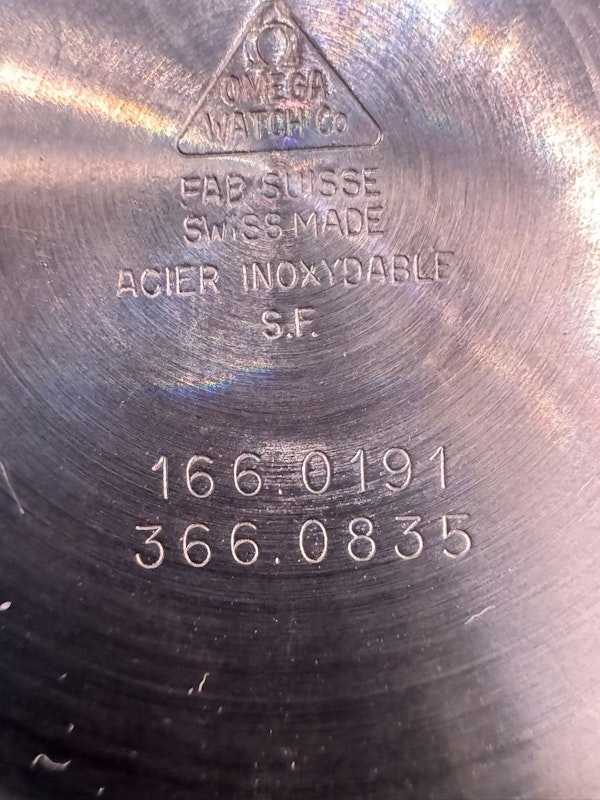 Ω
OMEGA
WATCH Co
FAB SUISSE
SWISS MADE
ACIER INOXYDABLE
S.F.
166.0191
366.0835